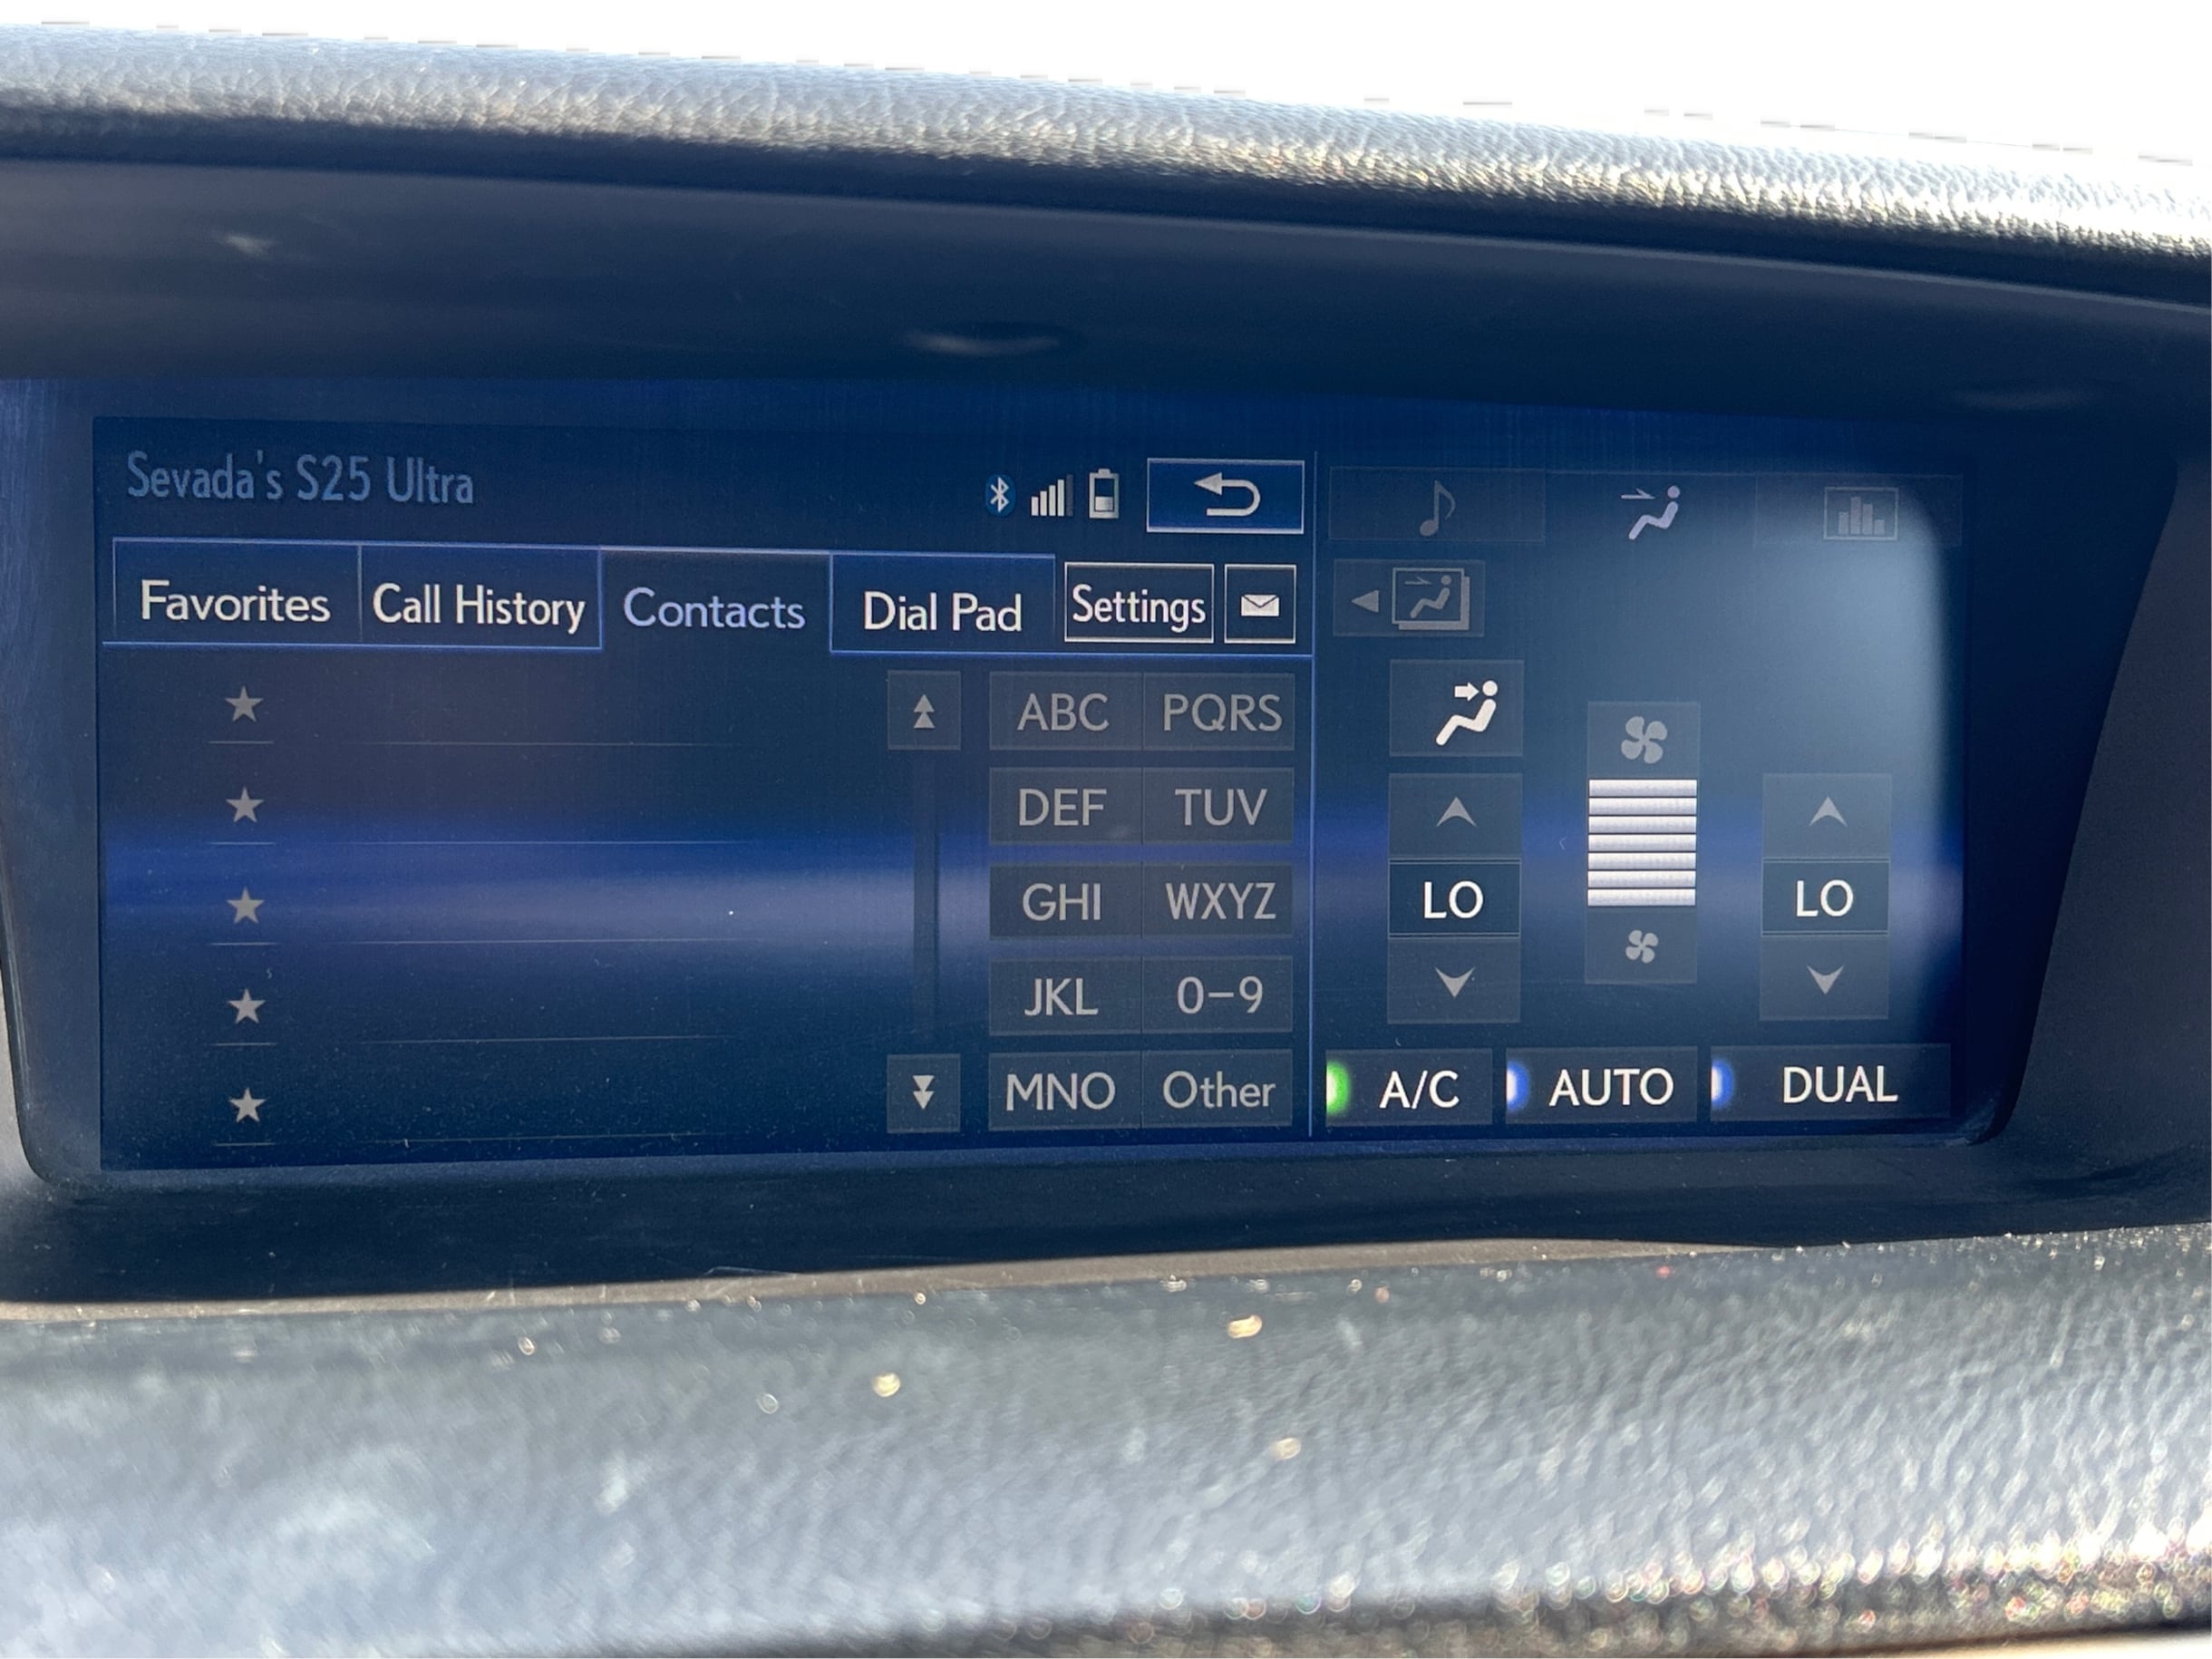 Sevada's S25 Ultra
Favorites Call History Contacts Dial Pad Settings
ABC PQRS
DEF TUV
GHI WXYZ
JKL 0-9
MNO Other
LO LO
A/C AUTO DUAL